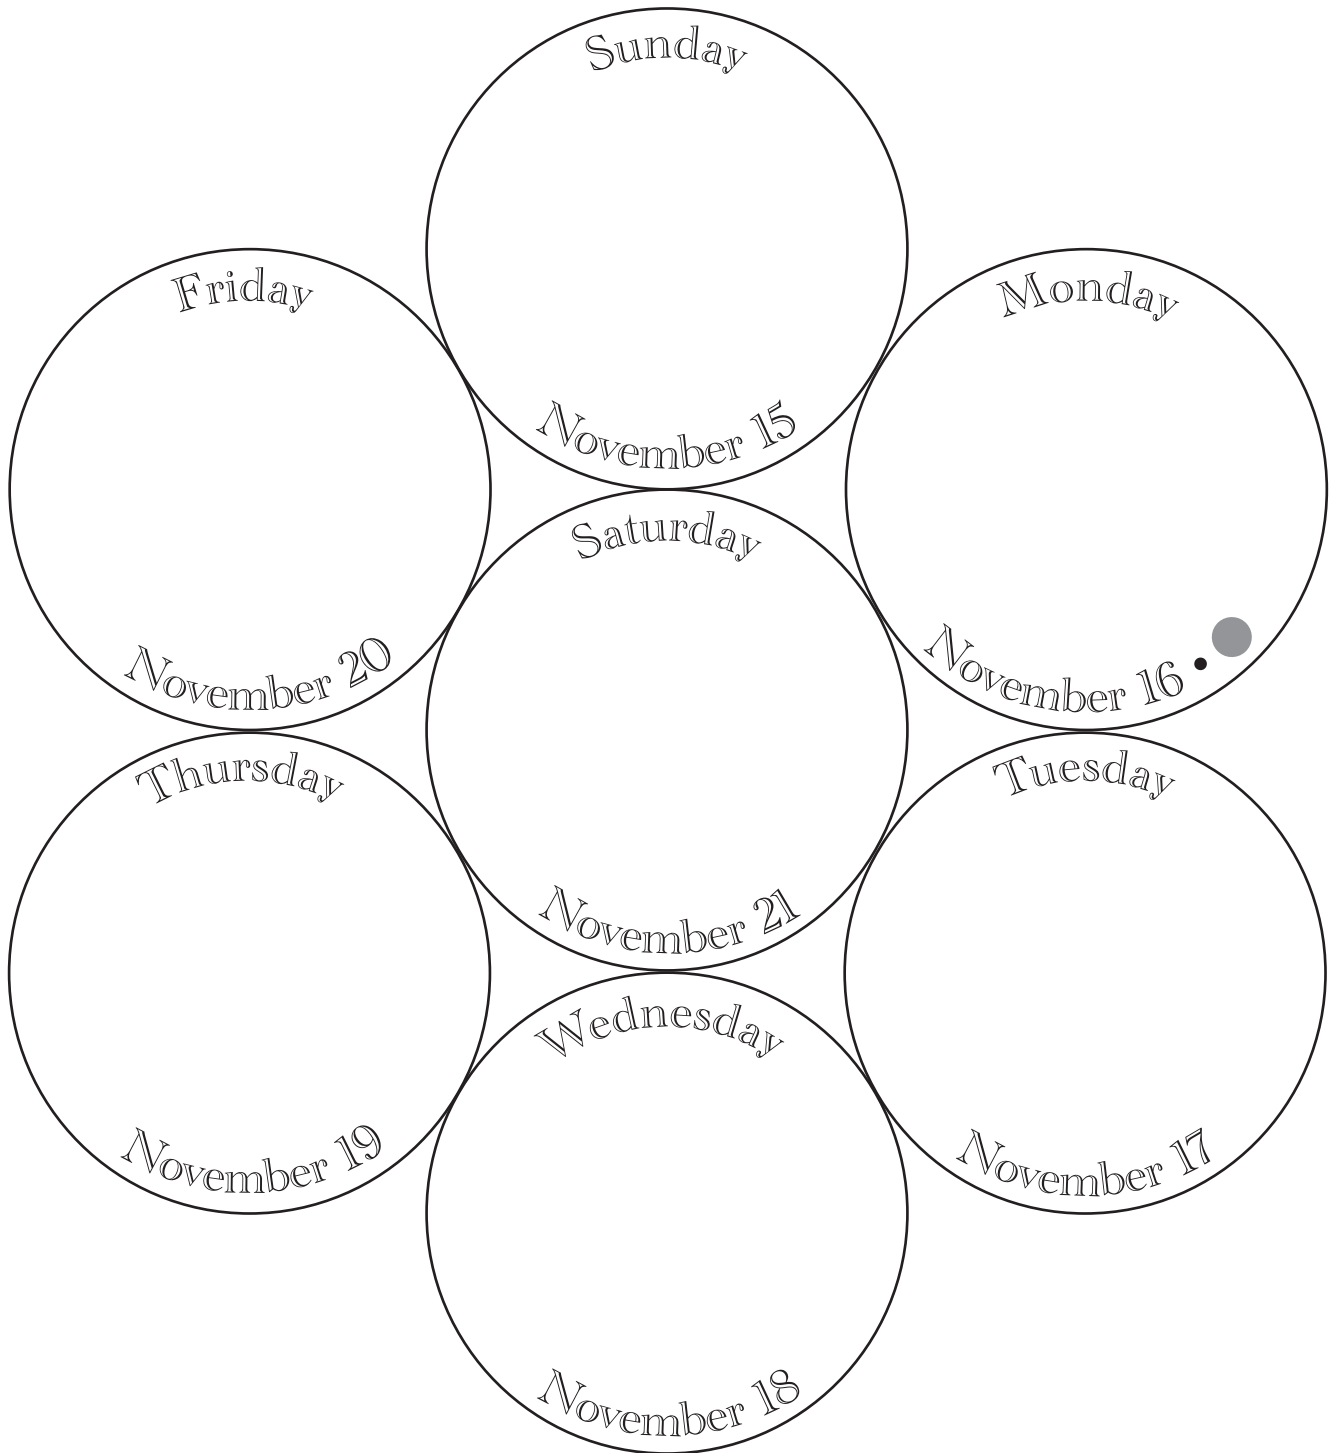 Sunday
November 15
Friday
November 20
Monday
November 16 •
Saturday
November 21
Thursday
November 19
Tuesday
November 17
Wednesday
November 18